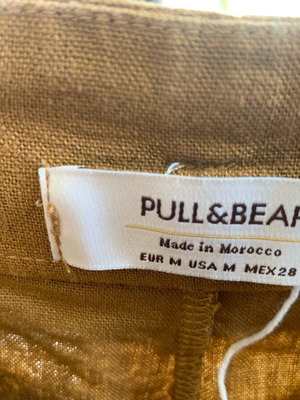 PULL&BEAR
Made in Morocco
EUR M USA M MEX 28